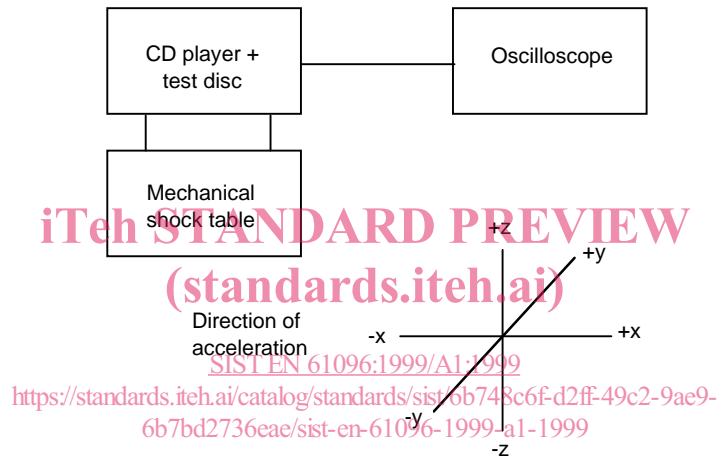 CD player +
test disc
Oscilloscope
Mechanical
shock table
iTeh STANDARD PREVIEW
(standards.iteh.ai)
+z
+y
Direction of
acceleration
-x
+x
SIST EN 61096:1999/A1:1999
https://standards.iteh.ai/catalog/standards/sist/6b748c6f-d2ff-49c2-9ae9-
6b7bd2736eae/sist-en-61096-1999-a1-1999
-y
-z